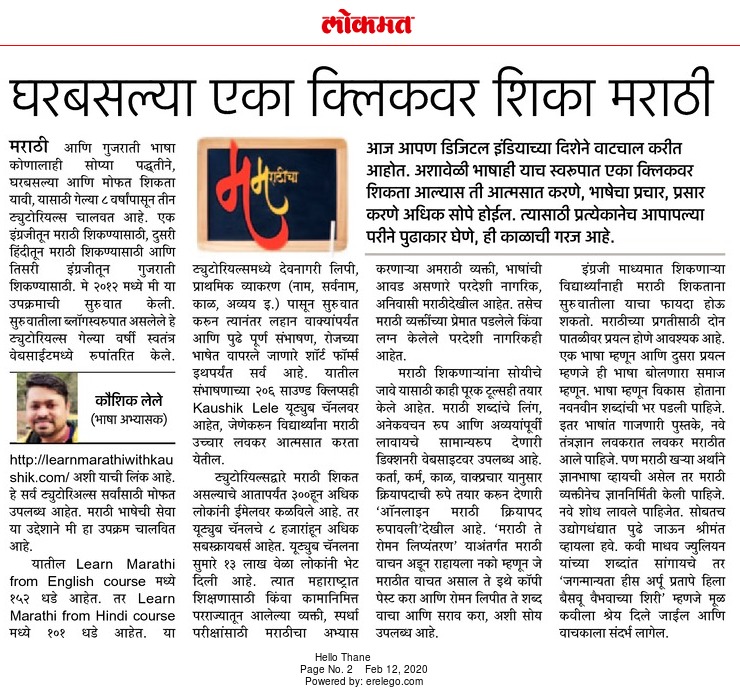 लोकमत
घरबसल्या एका क्लिकवर शिका मराठी
मराठी आणि गुजराती भाषा
कोणालाही सोप्या पद्धतीने,
घरबसल्या आणि मोफत शिकता
यावी, यासाठी गेल्या ८ वर्षांपासून तीन
ट्युटोरियल्स चालवत आहे. एक
इंग्रजीतून मराठी शिकण्यासाठी, दुसरी
हिंदीतून मराठी शिकण्यासाठी आणि
तिसरी इंग्रजीतून गुजराती
शिकण्यासाठी. मे २०१२ मध्ये मी या
उपक्रमाची सुरुवात केली.
सुरुवातीला ब्लॉगस्वरूपात असलेले हे
ट्युटोरियल्स गेल्या वर्षी स्वतंत्र
वेबसाईटमध्ये रूपांतरित केले.
कौशिक लेले
(भाषा अभ्यासक)
http://learnmarathiwithkau
shik.com/ अशी याची लिंक आहे.
हे सर्व ट्युटोरिअल्स सर्वांसाठी मोफत
उपलब्ध आहेत. मराठी भाषेची सेवा
या उद्देशाने मी हा उपक्रम चालवित
आहे.
यातील Learn Marathi
from English course मध्ये
१५२ धडे आहेत. तर Learn
Marathi from Hindi course
मध्ये १०१ धडे आहेत. या
म मराठीचा
आज आपण डिजिटल इंडियाच्या दिशेने वाटचाल करीत
आहोत. अशावेळी भाषाही याच स्वरूपात एका क्लिकवर
शिकता आल्यास ती आत्मसात करणे, भाषेचा प्रचार, प्रसार
करणे अधिक सोपे होईल. त्यासाठी प्रत्येकानेच आपापल्या
परीने पुढाकार घेणे, ही काळाची गरज आहे.
ट्युटोरियल्समध्ये देवनागरी लिपी,
प्राथमिक व्याकरण (नाम, सर्वनाम,
काळ, अव्यय इ.) पासून सुरुवात
करुन त्यानंतर लहान वाक्यांपर्यंत
आणि पुढे पूर्ण संभाषण, रोजच्या
भाषेत वापरले जाणारे शॉर्ट फॉर्म्स
इथपर्यंत सर्व आहे. यातील
संभाषणाच्या २०६ साउण्ड क्लिप्सही
Kaushik Lele यूट्युब चॅनलवर
आहेत, जेणेकरून विद्यार्थ्यांना मराठी
उच्चार लवकर आत्मसात करता
येतील.
ट्युटोरियल्सद्वारे मराठी शिकत
असल्याचे आतापर्यंत ३००हून अधिक
लोकांनी ईमेलवर कळविले आहे. तर
यूट्युब चॅनलचे ८ हजारांहून अधिक
सबस्क्रायबर्स आहेत. यूट्युब चॅनलना
सुमारे १३ लाख वेळा लोकांनी भेट
दिली आहे. त्यात महाराष्ट्रात
शिक्षणासाठी किंवा कामानिमित्त
परराज्यातून आलेल्या व्यक्ती, स्पर्धा
परीक्षांसाठी मराठीचा अभ्यास
करणाऱ्या अमराठी व्यक्ती, भाषांची
आवड असणारे परदेशी नागरिक,
अनिवासी मराठीदेखील आहेत. तसेच
मराठी व्यक्तींच्या प्रेमात पडलेले किंवा
लग्न केलेले परदेशी नागरिकही
आहेत.
मराठी शिकणाऱ्यांना सोयीचे
जावे यासाठी काही पूरक टूल्सही तयार
केले आहेत. मराठी शब्दांचे लिंग,
अनेकवचन रूप आणि अव्ययांपूर्वी
लावायचे सामान्यरूप देणारी
डिक्शनरी वेबसाइटवर उपलब्ध आहे.
कर्ता, कर्म, काळ, वाक्प्रचार यानुसार
क्रियापदाची रुपे तयार करुन देणारी
'ऑनलाइन मराठी क्रियापद
रूपावली'देखील आहे. 'मराठी ते
रोमन लिप्यंतरण' याअंतर्गत मराठी
वाचन अडून राहायला नको म्हणून जे
मराठीत वाचत असाल ते इथे कॉपी
पेस्ट करा आणि रोमन लिपीत ते शब्द
वाचा आणि सराव करा, अशी सोय
उपलब्ध आहे.
इंग्रजी माध्यमात शिकणाऱ्या
विद्यार्थ्यांनाही मराठी शिकताना
सुरुवातीला याचा फायदा होऊ
शकतो. मराठीच्या प्रगतीसाठी दोन
पातळीवर प्रयत्न होणे आवश्यक आहे.
एक भाषा म्हणून आणि दुसरा प्रयत्न
म्हणजे ही भाषा बोलणारा समाज
म्हणून. भाषा म्हणून विकास होताना
नवनवीन शब्दांची भर पडली पाहिजे.
इतर भाषांत गाजणारी पुस्तके, नवे
तंत्रज्ञान लवकरात लवकर मराठीत
आले पाहिजे. पण मराठी खऱ्या अर्थाने
ज्ञानभाषा व्हायची असेल तर मराठी
व्यक्तीनेच ज्ञाननिर्मिती केली पाहिजे.
नवे शोध लावले पाहिजेत. सोबतच
उद्योगधंद्यात पुढे जाऊन श्रीमंत
व्हायला हवे. कवी माधव ज्युलियन
यांच्या शब्दांत सांगायचे तर
'जगन्मान्यता हीस अर्पू प्रतापे हिला
बैसवू वैभवाच्या शिरी' म्हणजे मूळ
कवीला श्रेय दिले जाईल आणि
वाचकाला संदर्भ लागेल.
Hello Thane
Page No. 2 Feb 12, 2020
Powered by: erelego.com